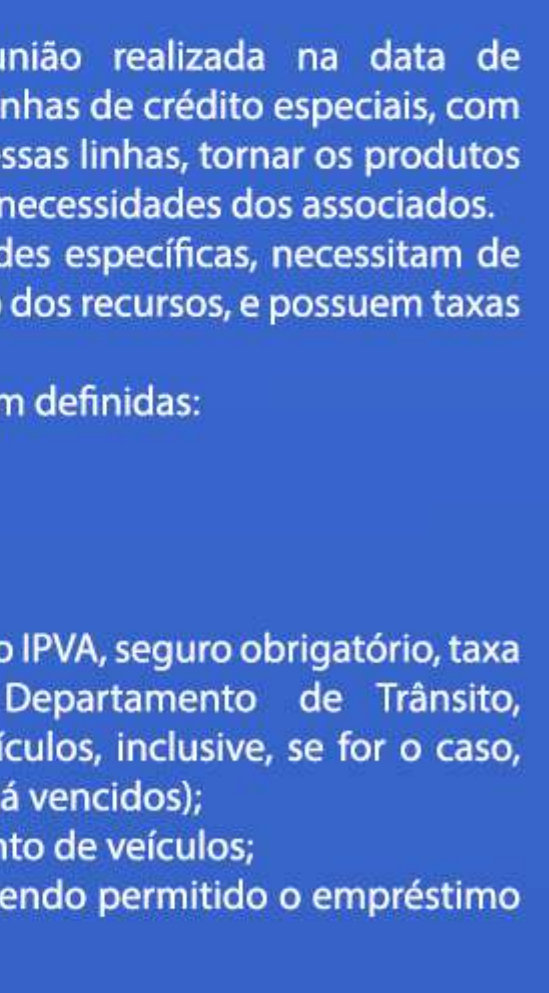 união realizada na data de
nhas de crédito especiais, com
essas linhas, tornar os produtos
necessidades dos associados.
des específicas, necessitam de
o dos recursos, e possuem taxas
m definidas:
o IPVA, seguro obrigatório, taxa
Departamento de Trânsito,
ículos, inclusive, se for o caso,
á vencidos);
nto de veículos;
endo permitido o empréstimo